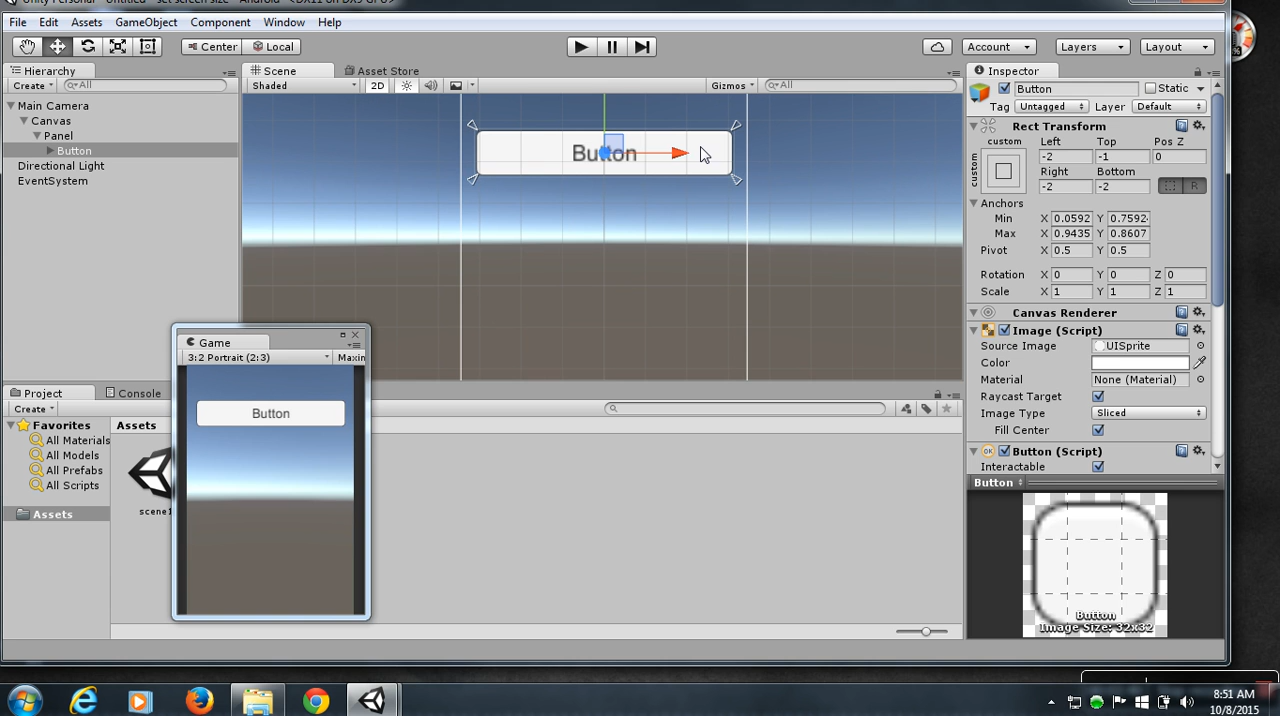 Unity Personal - Untitled - set screen size - Android* <DX11 on DX9 GPU>
File Edit Assets GameObject Component Window Help
Center Local Account Layers Layout
Hierarchy
Create All
Main Camera
Canvas
Panel
Button
Directional Light
EventSystem
Scene Asset Store
Shaded 2D Gizmos All
Button
Inspector
Button Static
Tag Untagged Layer Default
Rect Transform
custom Left Top Pos Z
custom
-2 -1 0
Right Bottom
-2 -2 R
Anchors
Min X 0.0592 Y 0.7592
Max X 0.9435 Y 0.8607
Pivot X 0.5 Y 0.5
Rotation X 0 Y 0 Z 0
Scale X 1 Y 1 Z 1
Canvas Renderer
Image (Script)
Source Image UISprite
Color
Material None (Material)
Raycast Target
Image Type Sliced
Fill Center
Button (Script)
Interactable
Button
Button
Image Size: 32x32
Game
3:2 Portrait (2:3) Maxin
Button
Project Console
Create
Favorites
All Materials
All Models
All Prefabs
All Scripts
Assets
Assets
scene1
8:51 AM
10/8/2015